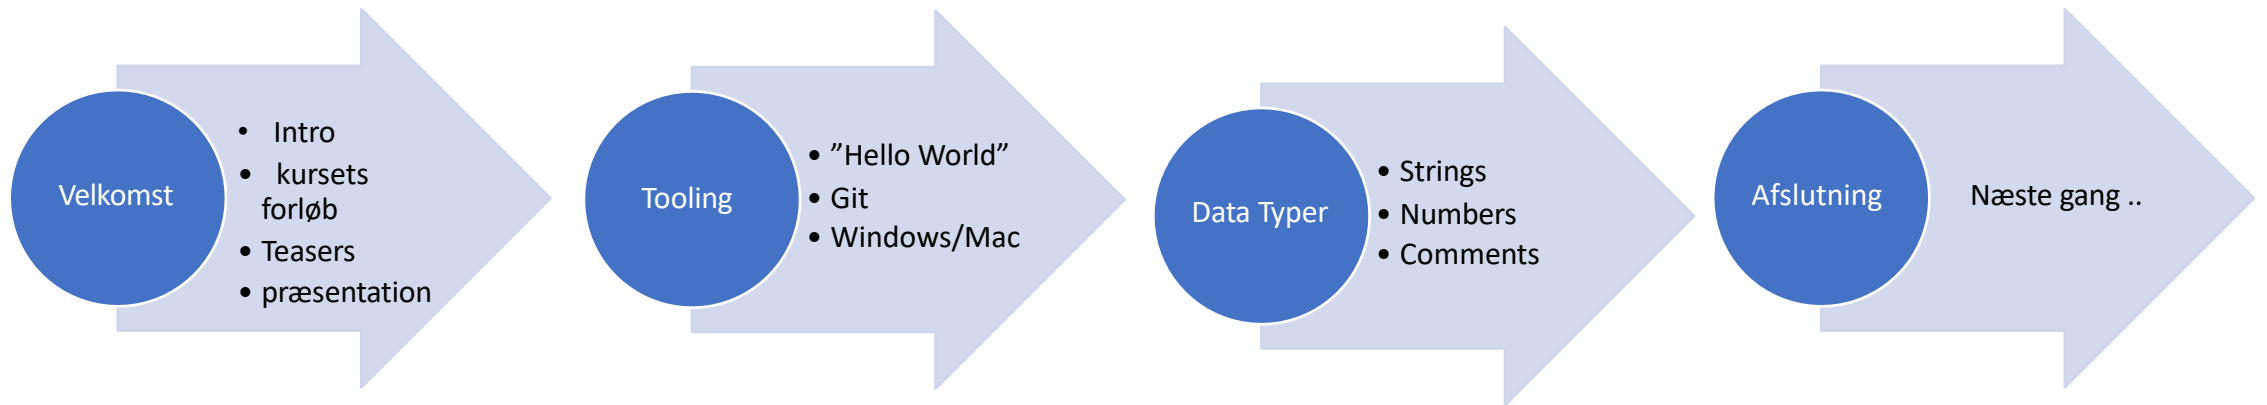 Velkomst
• Intro
• kursets
forløb
• Teasers
• præsentation
Tooling
• ”Hello World”
• Git
• Windows/Mac
Data Typer
• Strings
• Numbers
• Comments
Afslutning
Næste gang ..